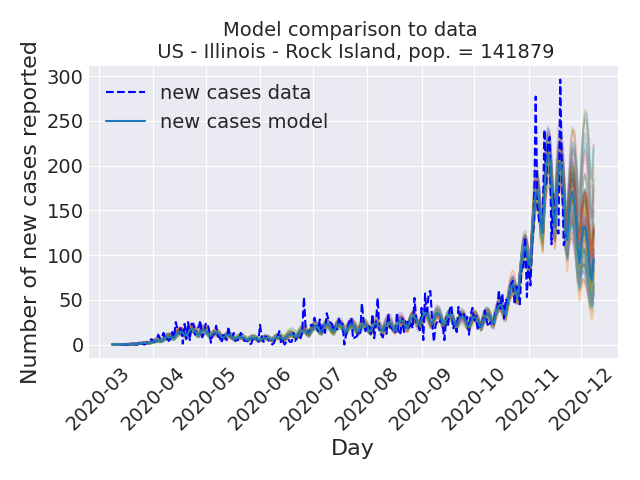 Model comparison to data
US - Illinois - Rock Island, pop. = 141879
Number of new cases reported
300
250
200
150
100
50
0
new cases data
new cases model
2020-03
2020-04
2020-05
2020-06
2020-07
2020-08
2020-09
2020-10
2020-11
2020-12
Day